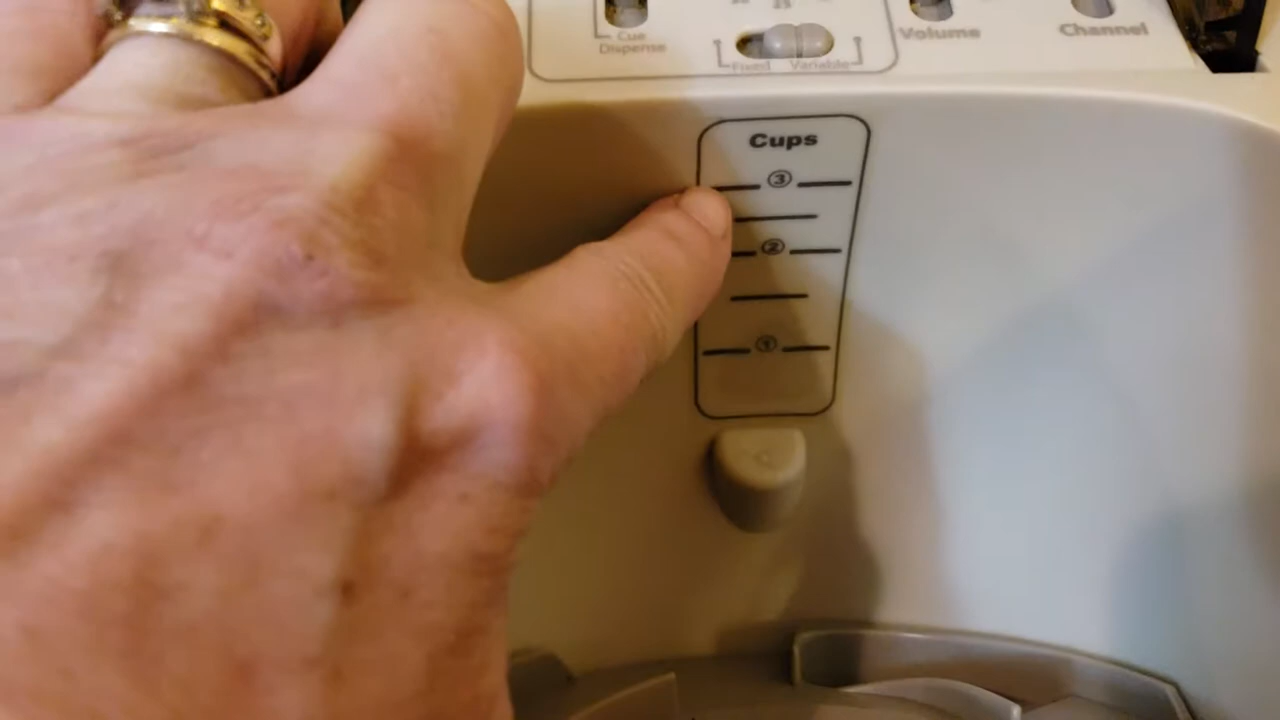 Cue
Dispense
Fixed Variable
Volume
Channel
Cups
3
2
1